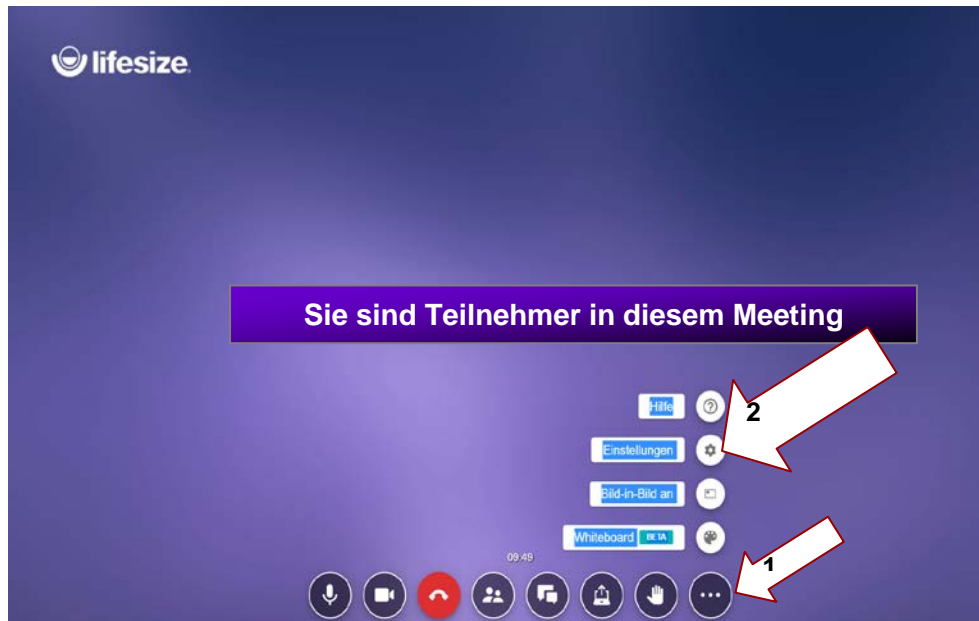 lifesize
Sie sind Teilnehmer in diesem Meeting
Hilfe
2
Einstellungen
Bild-in-Bild an
Whiteboard BETA
09:49
1